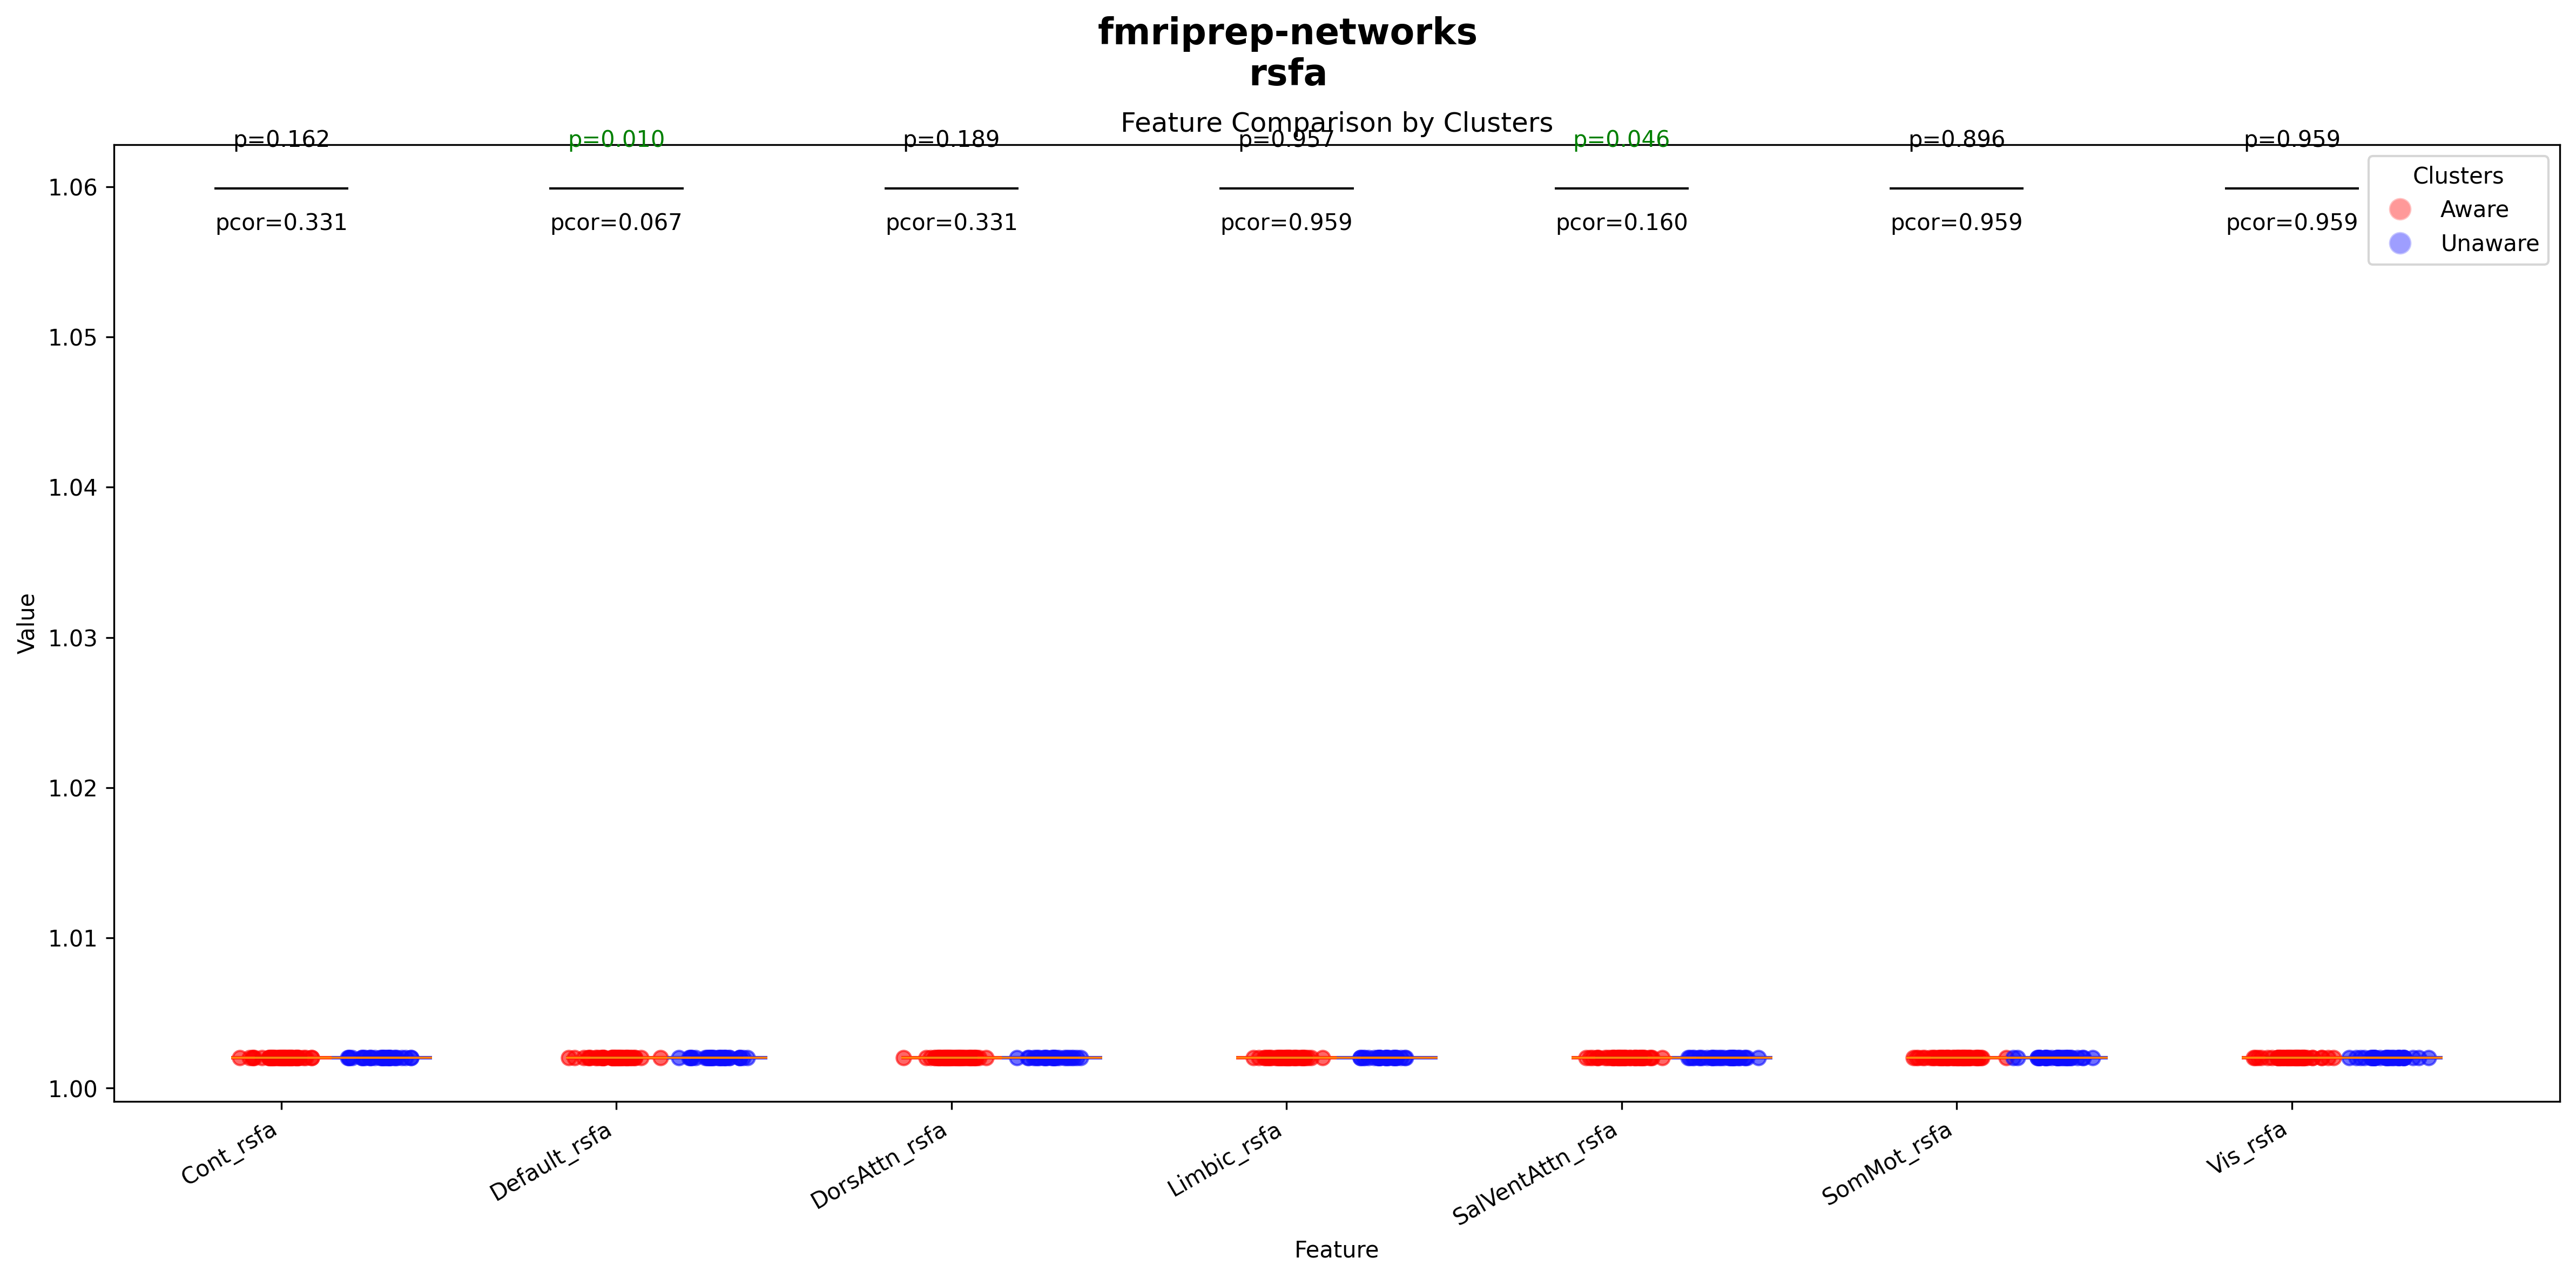 fmriprep-networks
rsfa
Feature Comparison by Clusters
p=0.162 p=0.010 p=0.189 p=0.957 p=0.046 p=0.896 p=0.959
pcor=0.331 pcor=0.067 pcor=0.331 pcor=0.959 pcor=0.160 pcor=0.959 pcor=0.959
Clusters
Aware
Unaware
1.06
1.05
1.04
1.03
1.02
1.01
1.00
Value
Cont_rsfa Default_rsfa DorsAttn_rsfa Limbic_rsfa SalVentAttn_rsfa SomMot_rsfa Vis_rsfa
Feature